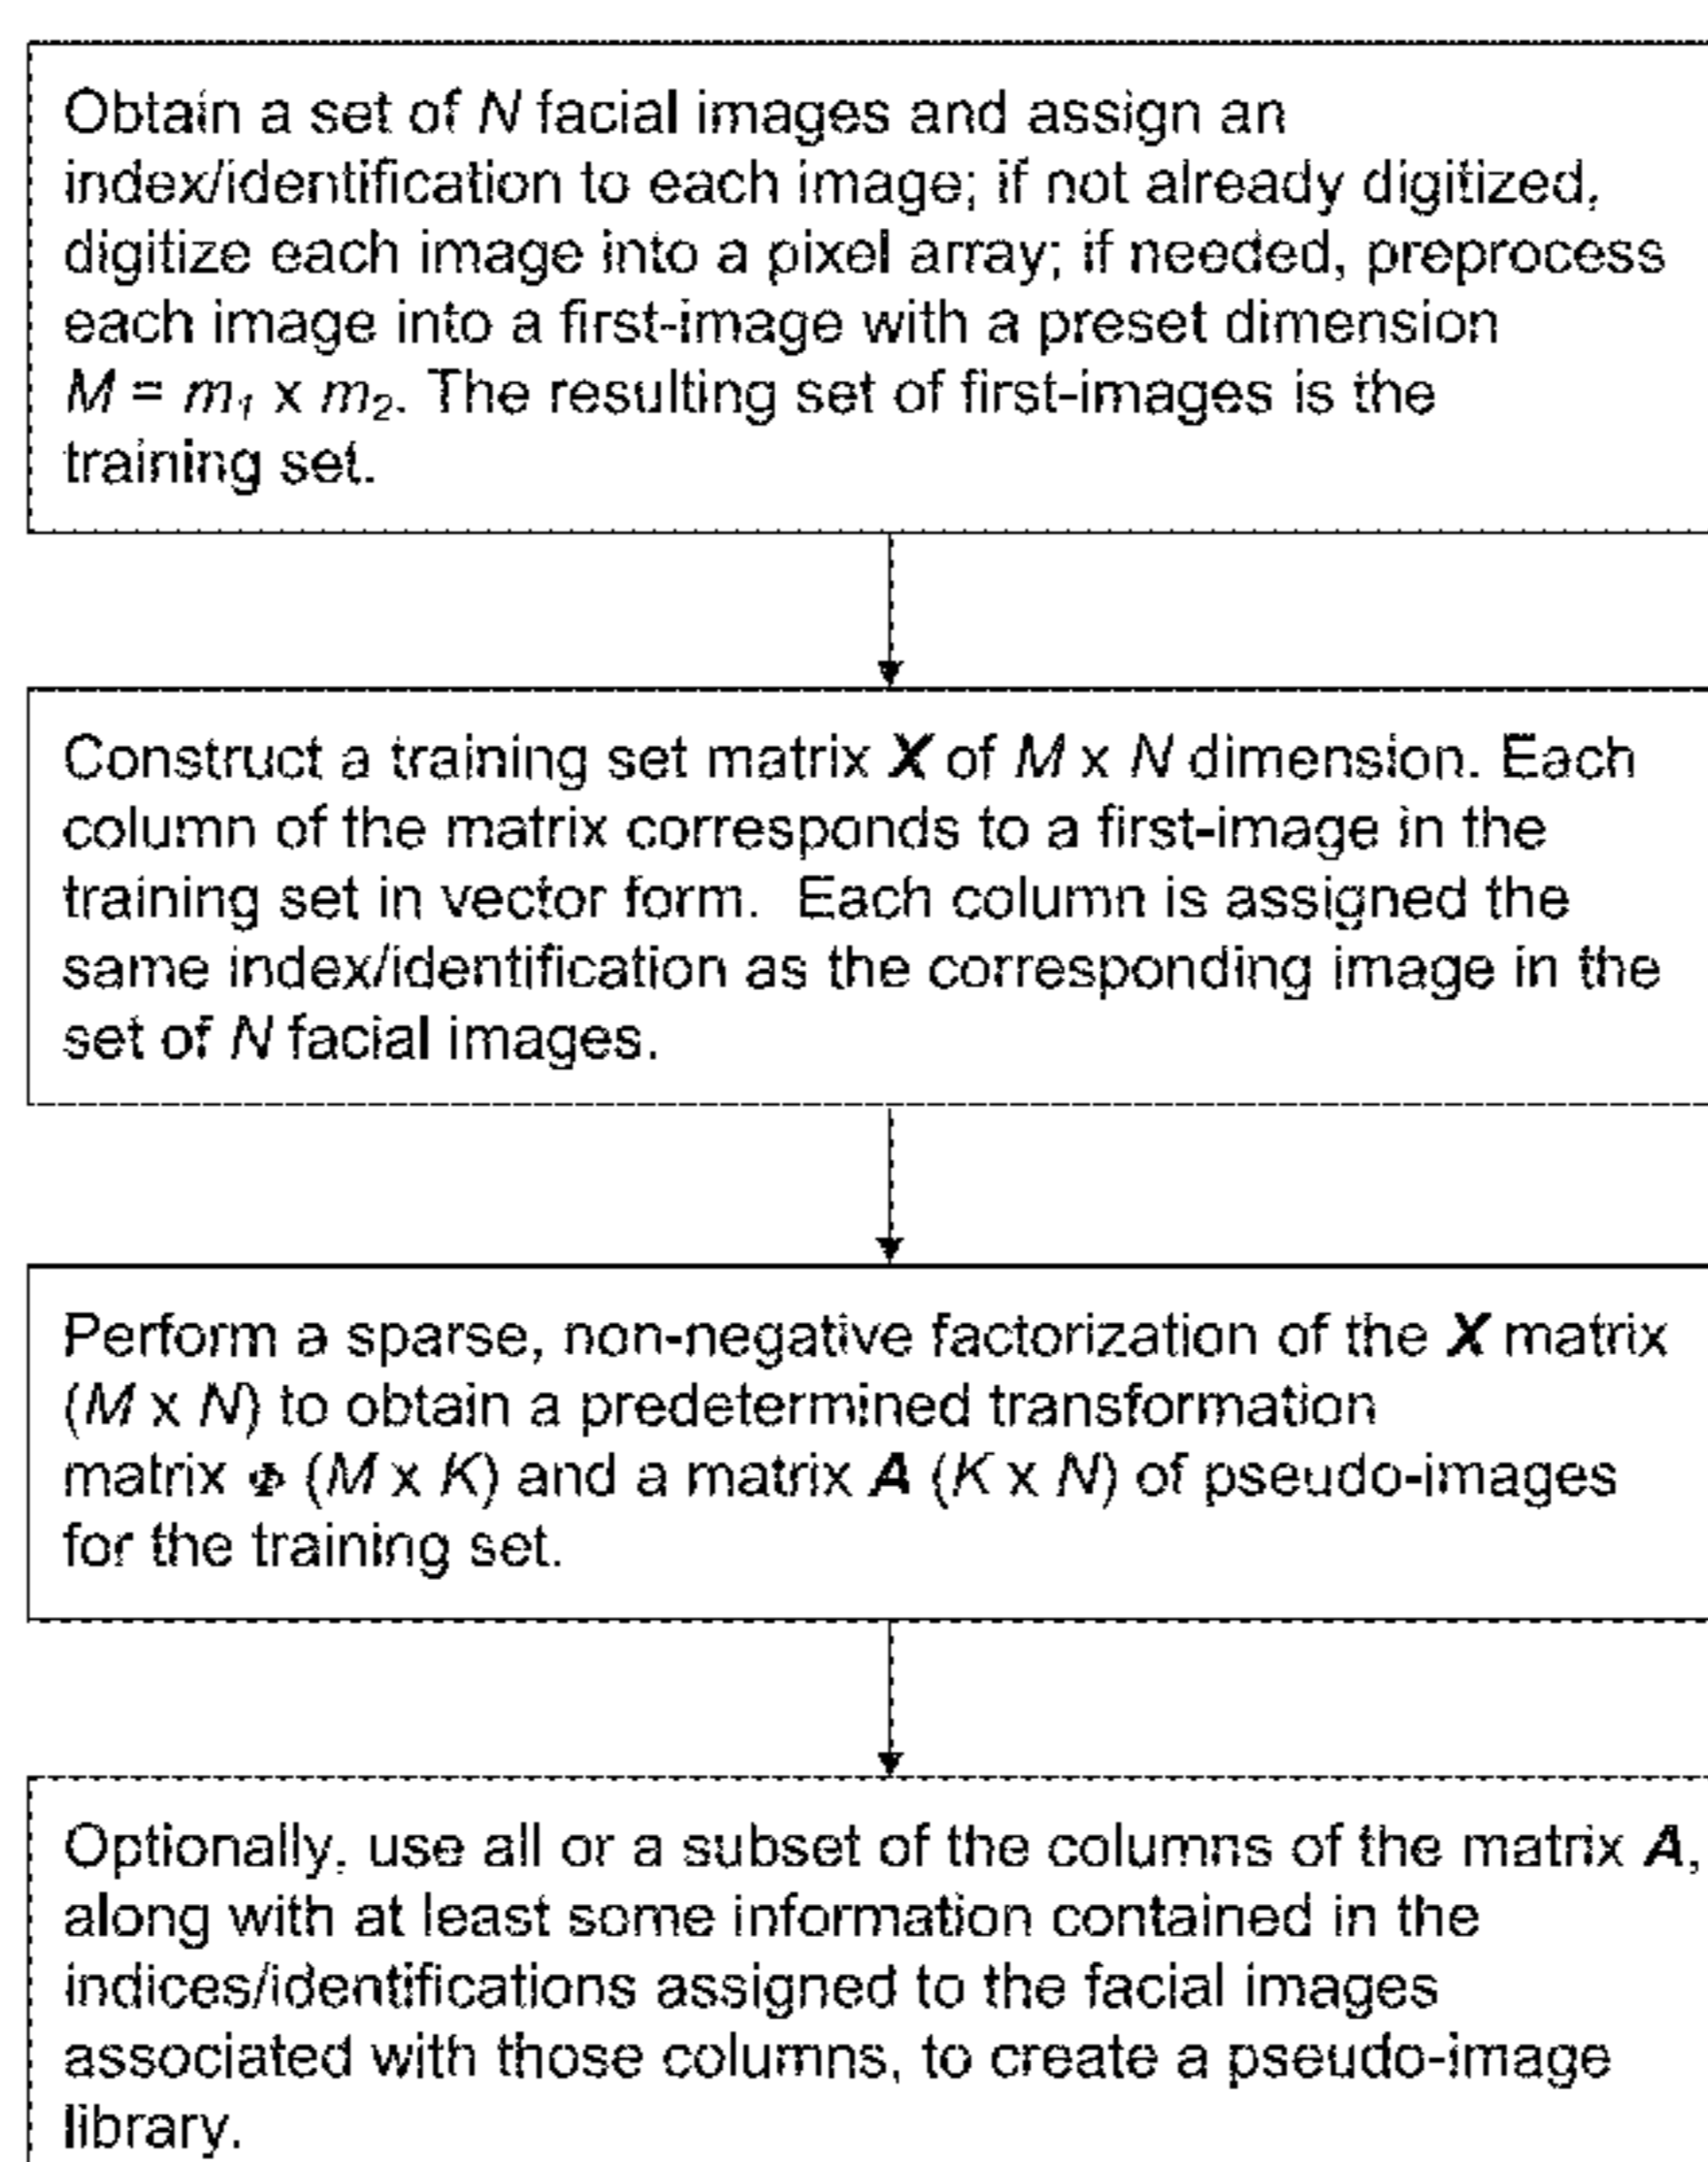 Obtain a set of N facial images and assign an
index/identification to each image; if not already digitized,
digitize each image into a pixel array; if needed, preprocess
each image into a first-image with a preset dimension
M = m₁ x m₂. The resulting set of first-images is the
training set.
Construct a training set matrix X of M x N dimension. Each
column of the matrix corresponds to a first-image in the
training set in vector form. Each column is assigned the
same index/identification as the corresponding image in the
set of N facial images.
Perform a sparse, non-negative factorization of the X matrix
(M x N) to obtain a predetermined transformation
matrix Φ (M x K) and a matrix A (K x N) of pseudo-images
for the training set.
Optionally, use all or a subset of the columns of the matrix A,
along with at least some information contained in the
indices/identifications assigned to the facial images
associated with those columns, to create a pseudo-image
library.